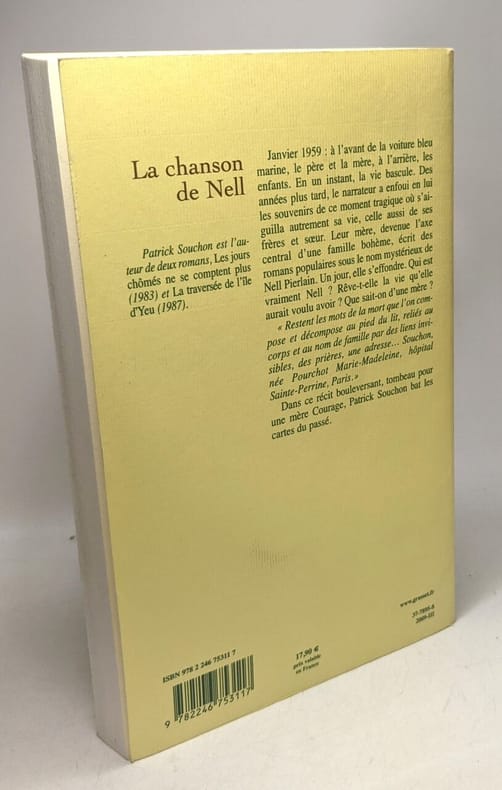 La chanson
de Nell
Patrick Souchon est l'au-
teur de deux romans, Les jours
chômés ne se comptent plus
(1983) et La traversée de l'île
d'Yeu (1987).
Janvier 1959 : à l'avant de la voiture bleu
marine, le père et la mère, à l'arrière, les
enfants. En un instant, la vie bascule. Des
années plus tard, le narrateur a enfoui en lui
les souvenirs de ce moment tragique où s'ai-
guilla autrement sa vie, celle aussi de ses
frères et sœur. Leur mère, devenue l'axe
central d'une famille bohème, écrit des
romans populaires sous le nom mystérieux de
Nell Pierlain. Un jour, elle s'effondre. Qui est
vraiment Nell ? Rêve-t-elle la vie qu'elle
aurait voulu avoir ? Que sait-on d'une mère ?
« Restent les mots de la mort que l'on com-
pose et décompose au pied du lit, reliés au
corps et au nom de famille par des liens invi-
sibles, des prières, une adresse... Souchon,
née Pourchot Marie-Madeleine, hôpital
Sainte-Perrine, Paris. »
Dans ce récit bouleversant, tombeau pour
une mère Courage, Patrick Souchon bat les
cartes du passé.
www.grasset.fr
37-7895-8
2009-III
17,90 €
prix valable
en France
ISBN 978 2 246 75311 7
9 782246 753117